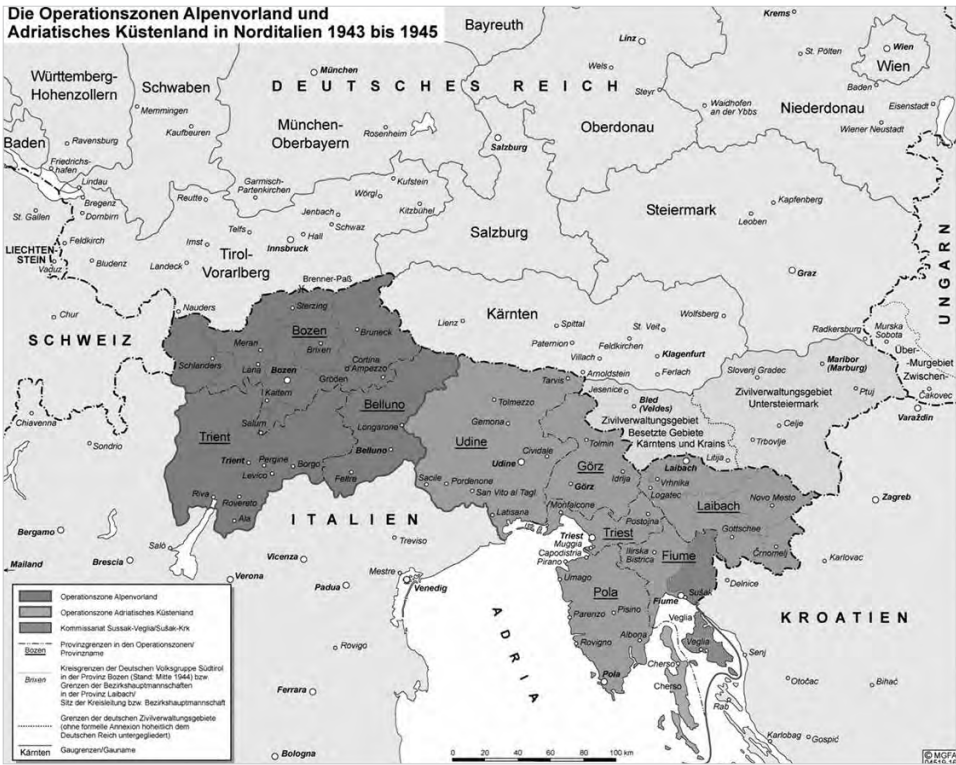 Die Operationszonen Alpenvorland und
Adriatisches Küstenland in Norditalien 1943 bis 1945
Bayreuth
Krems
Linz
Wien
Wien
St. Pölten
München
Wels
Württemberg-
Hohenzollern
Schwaben
DEUTSCHES REICH
Steyr
Baden
Memmingen
Waidhofen
an der Ybbs
Niederdonau
Eisenstadt
München-
Oberbayern
Kaufbeuren
Rosenheim
Oberdonau
Wiener Neustadt
Baden
Ravensburg
Salzburg
Friedrichs-
hafen
Lindau
Garmisch-
Partenkirchen
Kufstein
Bregenz
Reutte
Wörgl
St. Gallen
Dornbirn
Jenbach
Kitzbühel
Steiermark
Kapfenberg
Leoben
Telfs
Schwaz
Hall
Salzburg
Feldkirch
Imst
Innsbruck
LIECHTEN-
STEIN
Tirol-
Vorarlberg
Vaduz
Bludenz
Landeck
Graz
UNGARN
Brenner-Paß
Chur
Nauders
Sterzing
Kärnten
Wolfsberg
Lienz
Spittal
St. Veit
Radkersburg
Murska
Sobota
SCHWEIZ
Bozen
Bruneck
Meran
Brixen
Paternion
Feldkirchen
Villach
Klagenfurt
Maribor
(Marburg)
Über-
Murgebiet
Zwischen-
Schlanders
Lana
Bozen
Cortina
d'Ampezzo
Gröden
Tarvis
Arnoldstein
Ferlach
Slovenj Gradec
Jesenice
Zivilverwaltungsgebiet
Untersteiermark
Ptuj
Čakovec
Kaltern
Belluno
Tolmezzo
Bled
(Veldes)
Varaždin
Chiavenna
Salurn
Longarone
Gemona
Zivilverwaltungsgebiet
Besetzte Gebiete
Kärntens und Krains
Celje
Sondrio
Trient
Udine
Tolmin
Trbovlje
Trient
Pergine
Borgo
Belluno
Cividale
Litija
Levico
Feltre
Udine
Görz
Idrija
Laibach
Sacile
Pordenone
Görz
Vrhnika
Riva
Rovereto
San Vito al Tagl.
Logatec
Laibach
Novo Mesto
Zagreb
Ala
ITALIEN
Latisana
Monfalcone
Postojna
Bergamo
Treviso
Triest
Triest
Gottschee
Salò
Muggia
Capodistria
Pirano
Ilirska
Bistrica
Fiume
Črnomelj
Mailand
Brescia
Vicenza
Karlovac
Verona
Mestre
Venedig
Umago
Delnice
Padua
Pola
Fiume
Sušak
Parenzo
Pisino
Veglia
KROATIEN
ADRIA
Rovigno
Albona
Veglia
Rovigo
Senj
Cherso
Pola
Cherso
Otočac
Bihać
Ferrara
Rab
Karlobag
Gospić
Bologna
0 20 40 60 80 100 km
Operationszone Alpenvorland
Operationszone Adriatisches Küstenland
Kommissariat Sussak-Veglia/Sušak-Krk
Bozen
Provinzgrenzen in den Operationszonen/
Provinzname
Brixen
Kreisgrenzen der Deutschen Volksgruppe Südtirol
in der Provinz Bozen (Stand: Mitte 1944) bzw.
Grenzen der Bezirkshauptmannschaften
in der Provinz Laibach/
Sitz der Kreisleitung bzw. Bezirkshauptmannschaft
Grenzen der deutschen Zivilverwaltungsgebiete
(ohne formelle Annexion hoheitlich dem
Deutschen Reich untergegliedert)
Kärnten
Gaugrenzen/Gauname
© MGFA